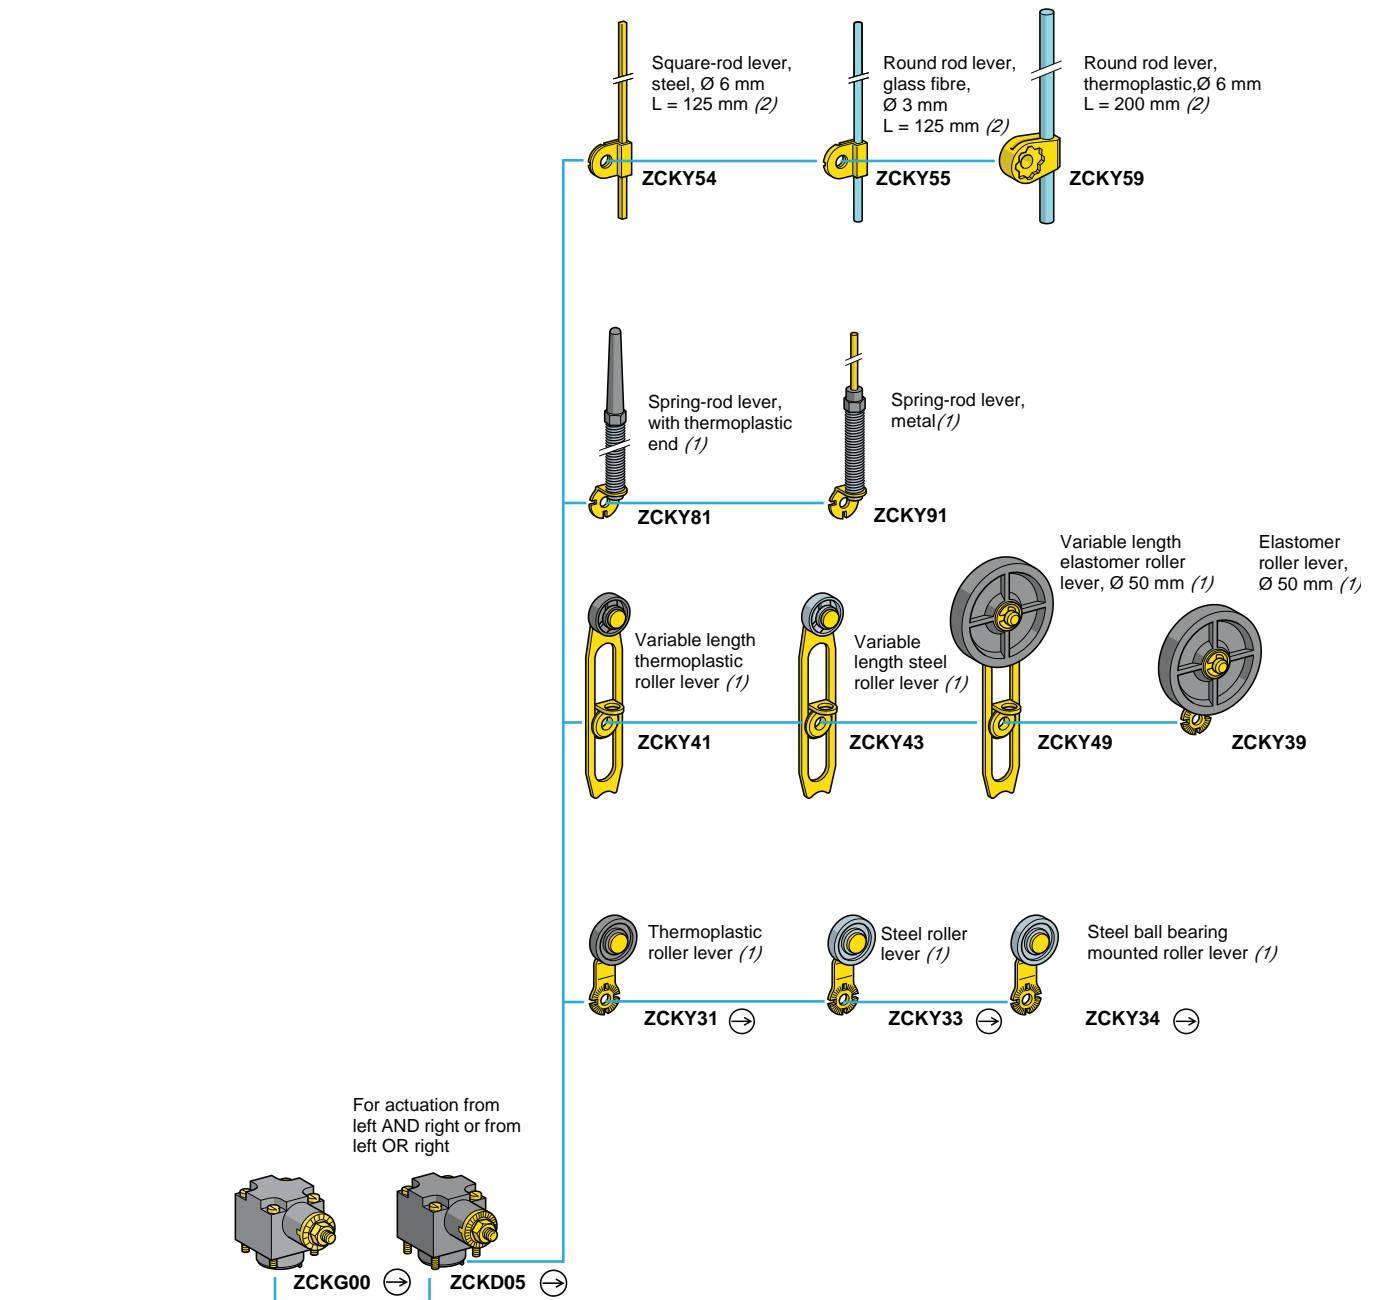 Square-rod lever,
steel, Ø 6 mm
L = 125 mm (2)
ZCKY54
Round rod lever,
glass fibre,
Ø 3 mm
L = 125 mm (2)
ZCKY55
Round rod lever,
thermoplastic,Ø 6 mm
L = 200 mm (2)
ZCKY59
Spring-rod lever,
with thermoplastic
end (1)
ZCKY81
Spring-rod lever,
metal(1)
ZCKY91
Variable length
thermoplastic
roller lever (1)
ZCKY41
Variable
length steel
roller lever (1)
ZCKY43
Variable length
elastomer roller
lever, Ø 50 mm (1)
ZCKY49
Elastomer
roller lever,
Ø 50 mm (1)
ZCKY39
Thermoplastic
roller lever (1)
ZCKY31
Steel roller
lever (1)
ZCKY33
Steel ball bearing
mounted roller lever (1)
ZCKY34
For actuation from
left AND right or from
left OR right
ZCKG00
ZCKD05